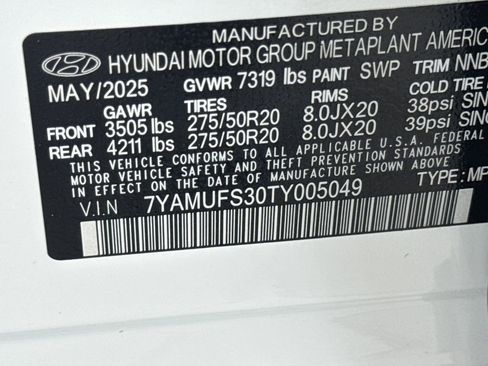 MANUFACTURED BY
HYUNDAI MOTOR GROUP METAPLANT AMERIC
MAY/2025 GVWR 7319 lbs PAINT SWP TRIM NNB
GAWR TIRES RIMS COLD TIRE
FRONT 3505 lbs 275/50R20 8.0JX20 38psi SIN
REAR 4211 lbs 275/50R20 8.0JX20 39psi SING
THIS VEHICLE CONFORMS TO ALL APPLICABLE U.S.A. FEDERAL
MOTOR VEHICLE SAFETY AND THEFT PREVENTION STANDARDS
IN EFFECT ON THE DATE OF MANUFACTURE SHOWN ABOVE.
V.I.N 7YAMUFS30TY005049 TYPE:MP